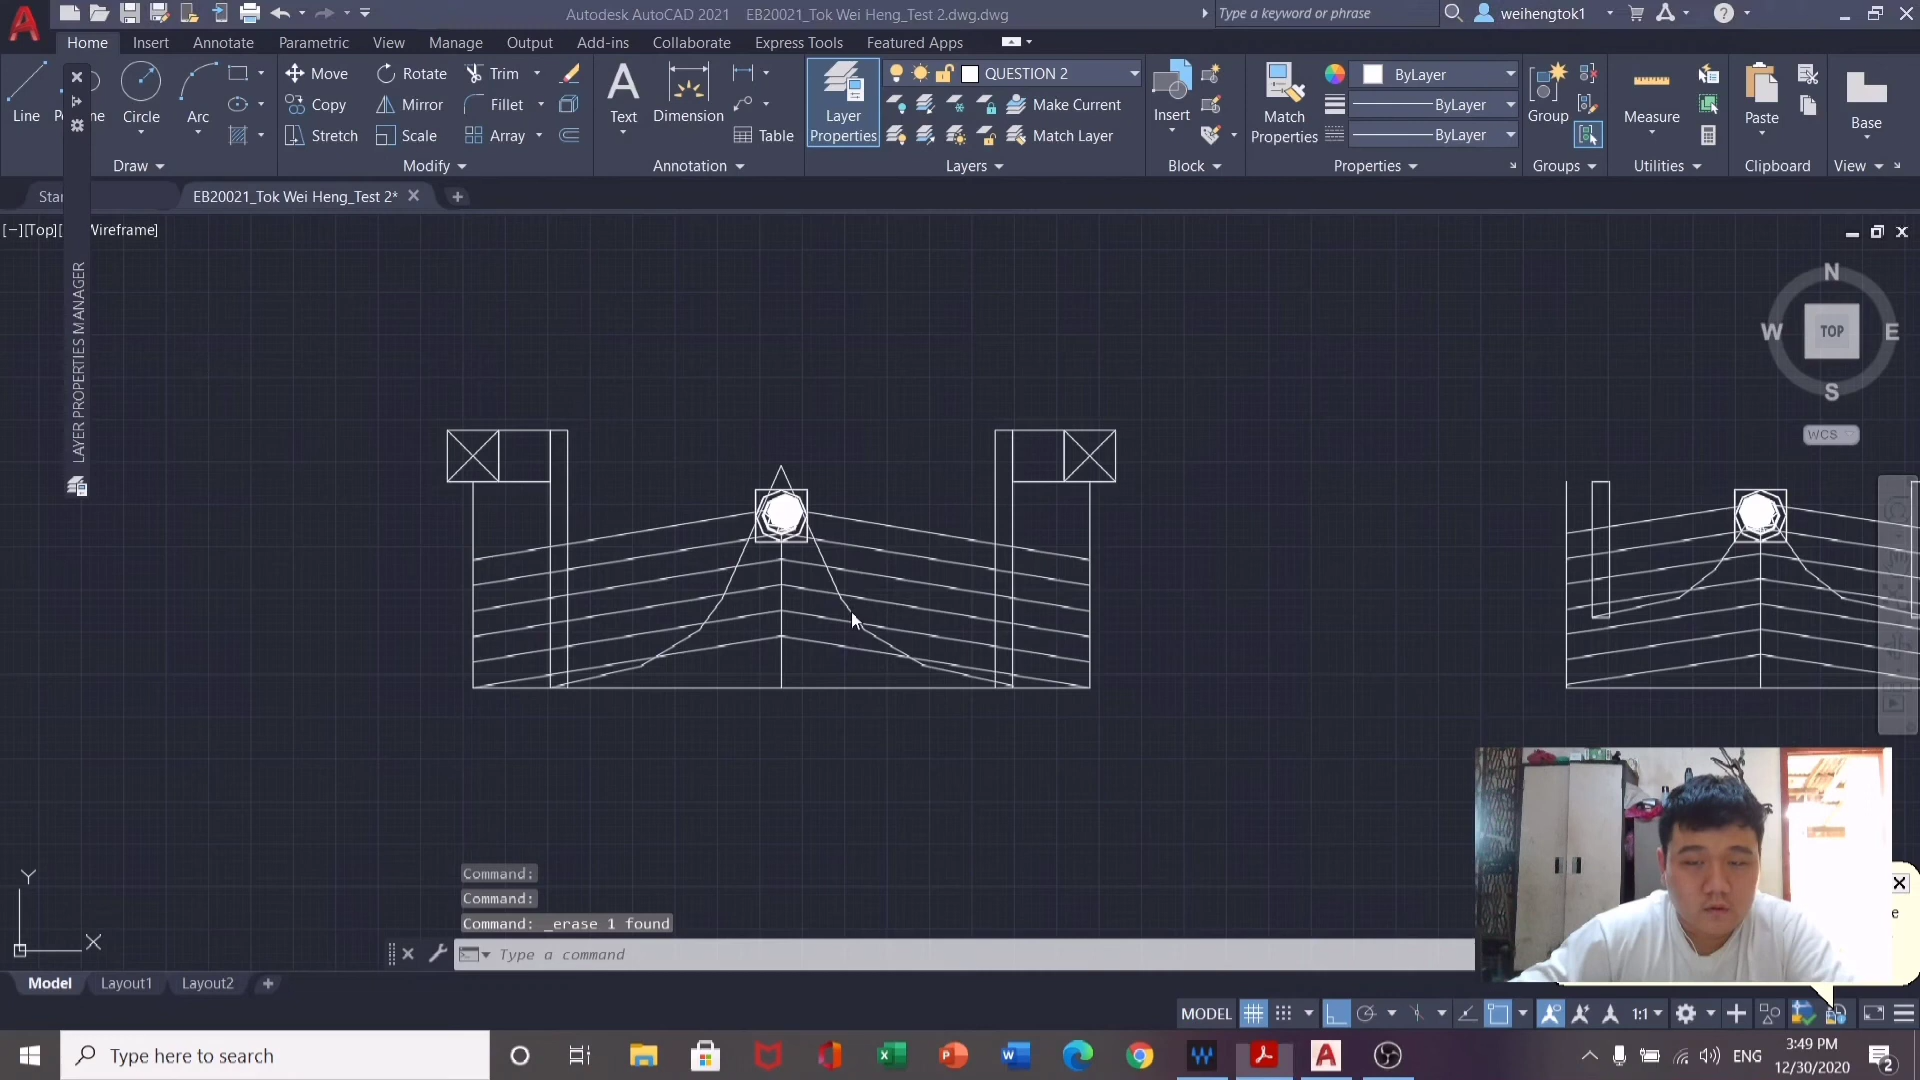 Autodesk AutoCAD 2021 EB20021_Tok Wei Heng_Test 2.dwg.dwg
Type a keyword or phrase
weihengtok1
Home Insert Annotate Parametric View Manage Output Add-ins Collaborate Express Tools Featured Apps
Line
Circle
Arc
Move
Rotate
Trim
Copy
Mirror
Fillet
Stretch
Scale
Array
Text
Dimension
Table
Layer
Properties
QUESTION 2
Make Current
Match Layer
Insert
Match
Properties
ByLayer
ByLayer
ByLayer
Group
Measure
Paste
Base
Draw
Modify
Annotation
Layers
Block
Properties
Groups
Utilities
Clipboard
View
Star
EB20021_Tok Wei Heng_Test 2*
[−][Top][
Wireframe]
LAYER PROPERTIES MANAGER
N
W
TOP
E
S
WCS
Y
X
Command:
Command:
Command: _erase 1 found
Type a command
e
Model Layout1 Layout2
MODEL
1:1
Type here to search
ENG
3:49 PM
12/30/2020
2